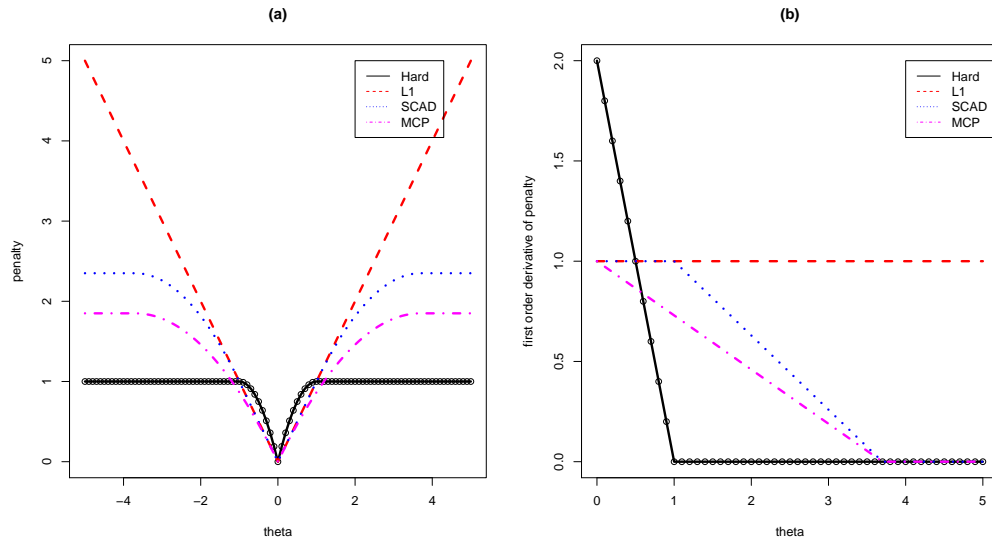 (a)
penalty
5
4
3
2
1
0
Hard
L1
SCAD
MCP
−4
−2
0
2
4
theta
(b)
first order derivative of penalty
2.0
1.5
1.0
0.5
0.0
Hard
L1
SCAD
MCP
0
1
2
3
4
5
theta